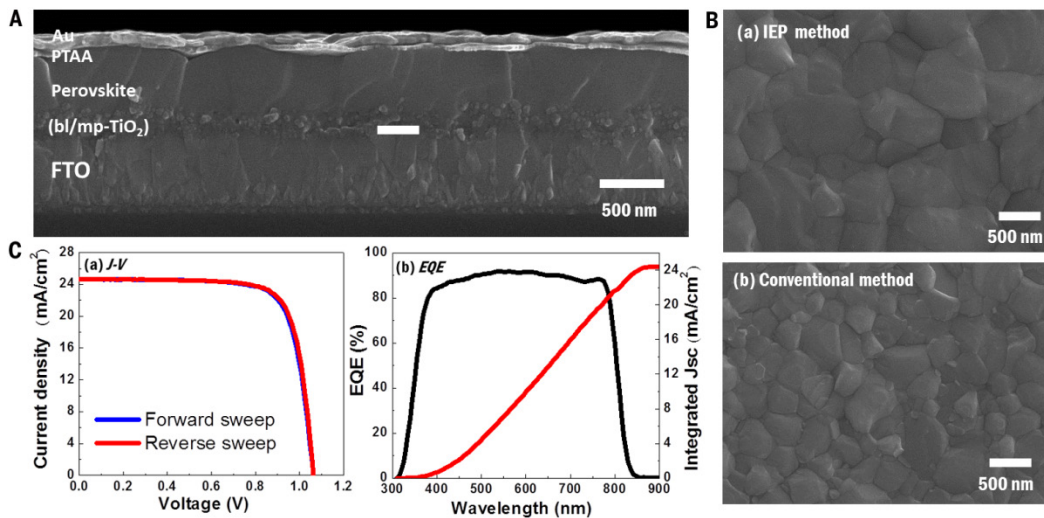 A
Au
PTAA
Perovskite
(bl/mp-TiO₂)
FTO
500 nm
B
(a) IEP method
500 nm
(b) Conventional method
500 nm
C
(a) J-V
Current density (mA/cm²)
28
24
20
16
12
8
4
0
Forward sweep
Reverse sweep
0.0 0.2 0.4 0.6 0.8 1.0 1.2
Voltage (V)
(b) EQE
EQE (%)
100
80
60
40
20
0
300 400 500 600 700 800 900
Wavelength (nm)
24
20
16
12
8
4
0
Integrated Jsc (mA/cm²)